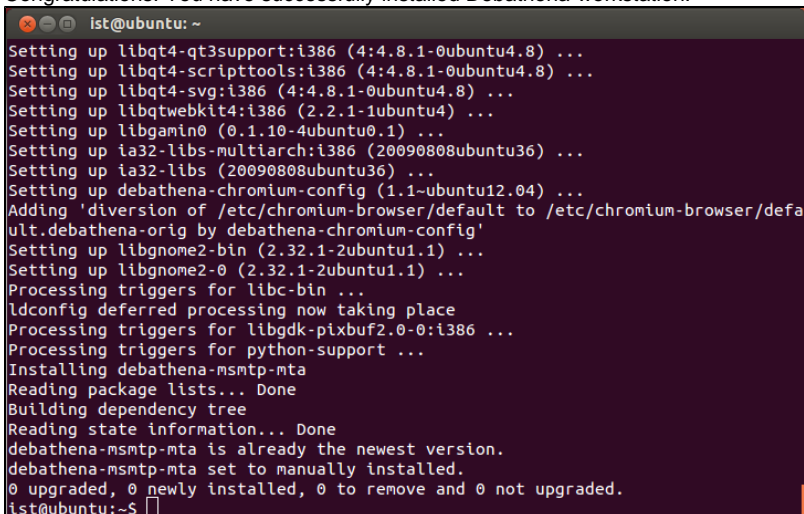 Congratulations! You have successfully installed Debathena workstation.
ist@ubuntu: ~
Setting up libqt4-qt3support:i386 (4:4.8.1-0ubuntu4.8) ...
Setting up libqt4-scripttools:i386 (4:4.8.1-0ubuntu4.8) ...
Setting up libqt4-svg:i386 (4:4.8.1-0ubuntu4.8) ...
Setting up libqtwebkit4:i386 (2.2.1-1ubuntu4) ...
Setting up libgamin0 (0.1.10-4ubuntu0.1) ...
Setting up ia32-libs-multiarch:i386 (20090808ubuntu36) ...
Setting up ia32-libs (20090808ubuntu36) ...
Setting up debathena-chromium-config (1.1~ubuntu12.04) ...
Adding 'diversion of /etc/chromium-browser/default to /etc/chromium-browser/defa
ult.debathena-orig by debathena-chromium-config'
Setting up libgnome2-bin (2.32.1-2ubuntu1.1) ...
Setting up libgnome2-0 (2.32.1-2ubuntu1.1) ...
Processing triggers for libc-bin ...
ldconfig deferred processing now taking place
Processing triggers for libgdk-pixbuf2.0-0:i386 ...
Processing triggers for python-support ...
Installing debathena-msmtp-mta
Reading package lists... Done
Building dependency tree
Reading state information... Done
debathena-msmtp-mta is already the newest version.
debathena-msmtp-mta set to manually installed.
0 upgraded, 0 newly installed, 0 to remove and 0 not upgraded.
ist@ubuntu:~$